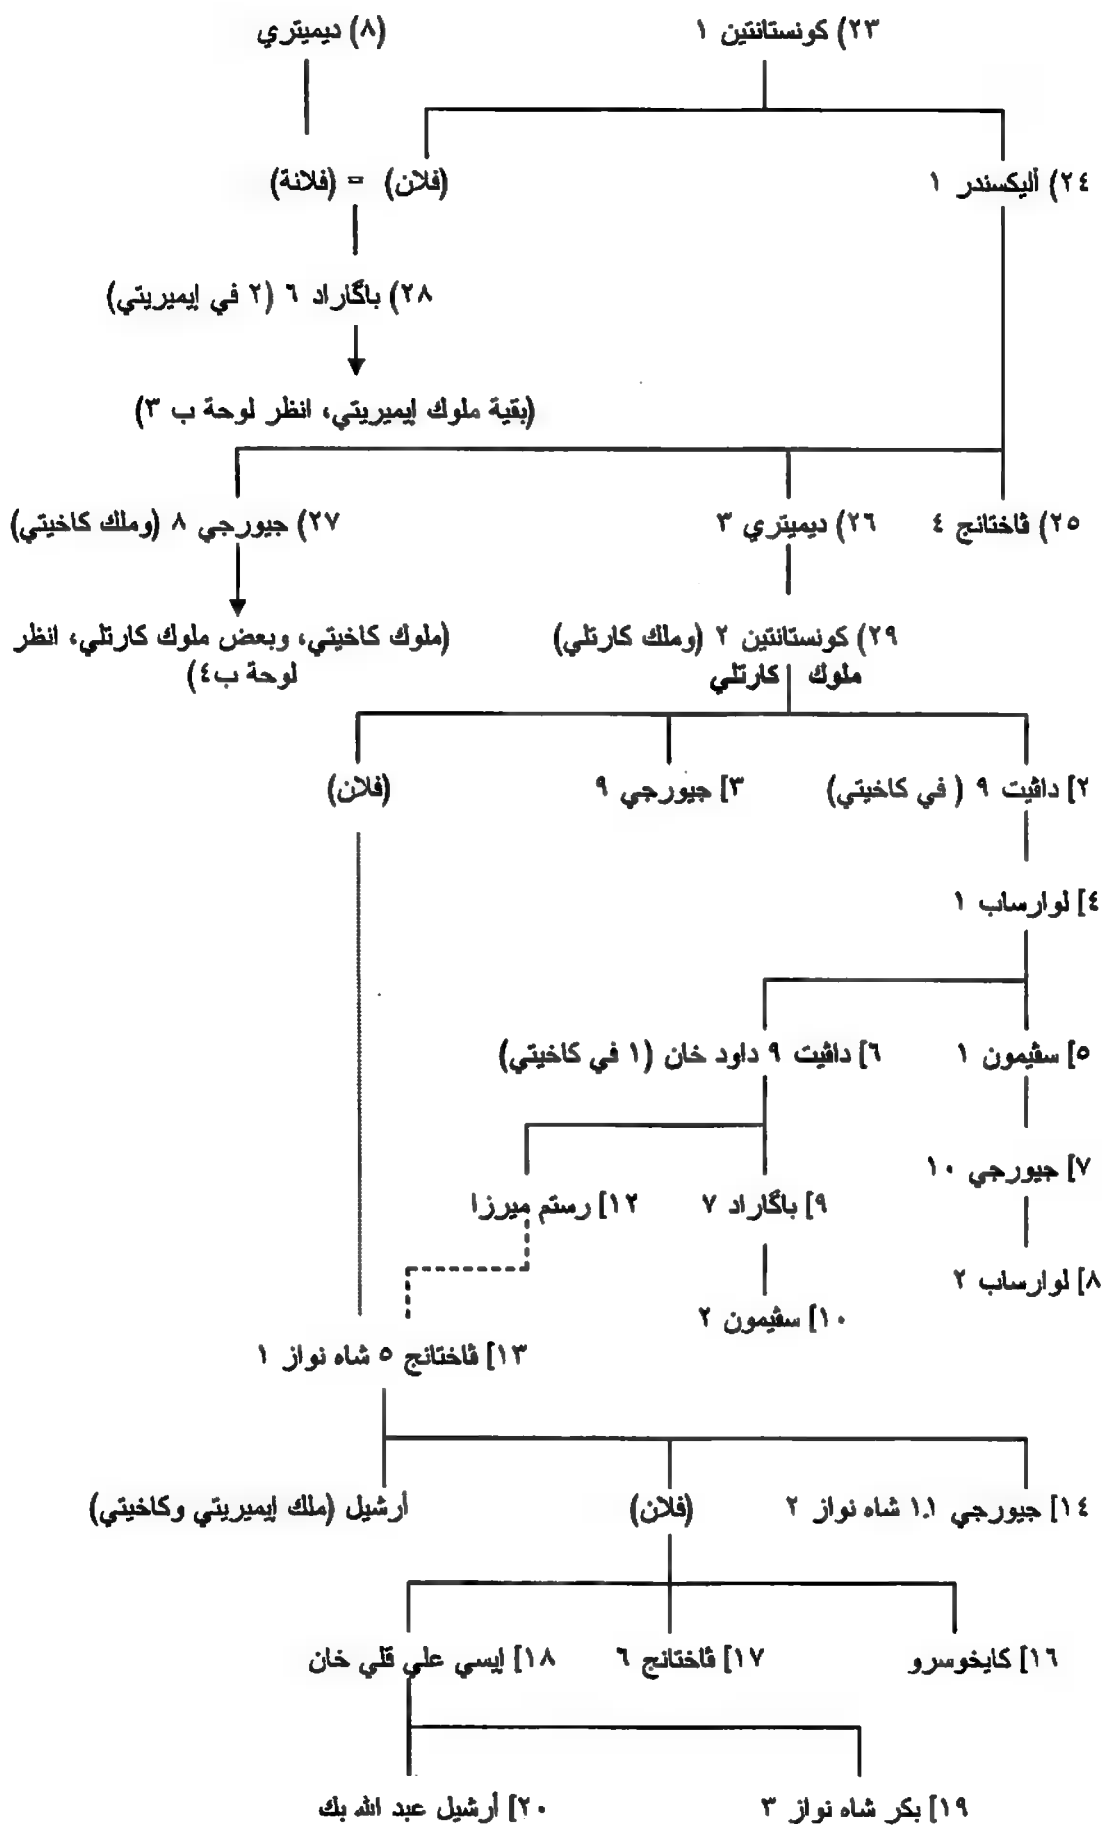 ٢٣) كونستانتين ١
(٨) ديميتري
٢٤) أليكسندر ١
(فلان) = (فلانة)
٢٨) باگاراد ٦ (٢ في إيميريتي)
(بقية ملوك إيميريتي، انظر لوحة ب ٣)
٢٥) ڤاختانج ٤
٢٦) ديميتري ٣
٢٧) جيورجي ٨ (وملك كاخيتي)
٢٩) كونستانتين ٢ (وملك كارتلي)
(ملوك كاخيتي، وبعض ملوك كارتلي، انظر
ملوك كارتلي
لوحة ب٤)
٢] داڤيت ٩ ( في كاخيتي)
٣] جيورجي ٩
(فلان)
٤] لوارساب ١
٥] سڤيمون ١
٦] داڤيت ٩ داود خان (١ في كاخيتي)
٧] جيورجي ١٠
٩] باگاراد ٧
١٢] رستم ميرزا
٨] لوارساب ٢
١٠] سڤيمون ٢
١٣] ڤاختانج ٥ شاه نواز ١
١٤] جيورجي ١.١ شاه نواز ٢
(فلان)
أرشيل (ملك إيميريتي وكاخيتي)
١٦] كايخوسرو
١٧] ڤاختانج ٦
١٨] إيسي علي قلي خان
١٩] بكر شاه نواز ٣
٢٠] أرشيل عبد الله بك